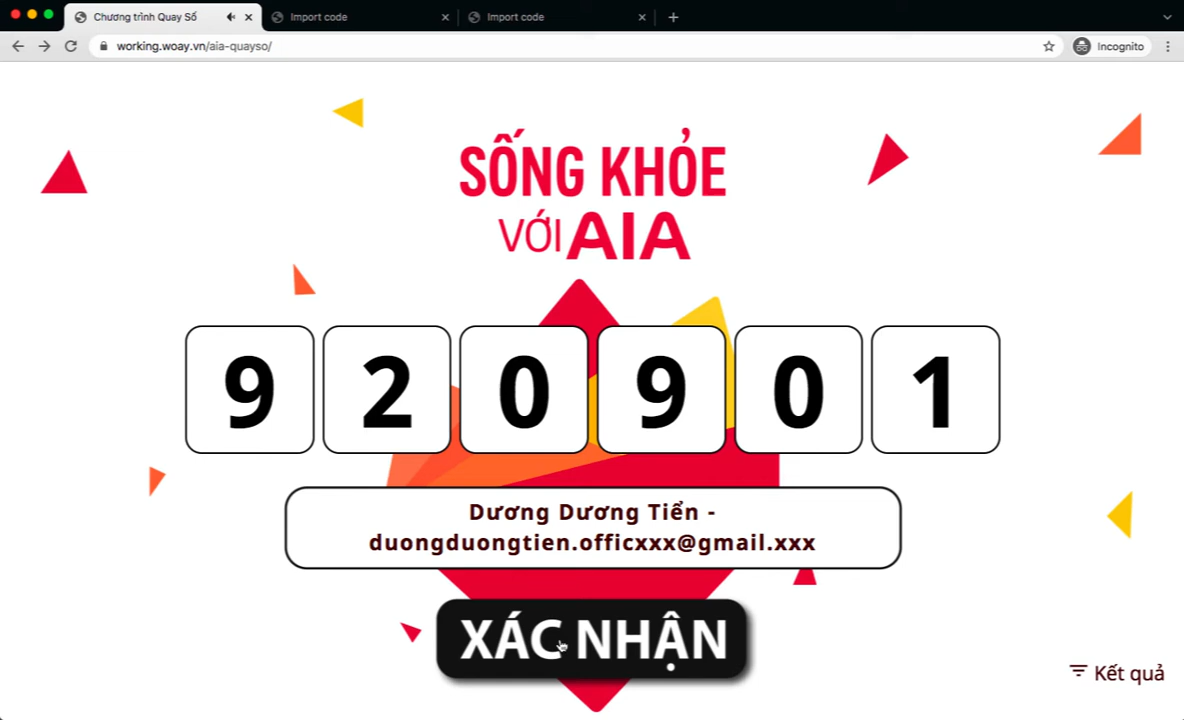 Chương trình Quay Số
Import code
Import code
working.woay.vn/aia-quayso/
Incognito
SỐNG KHỎE
VỚI AIA
9 2 0 9 0 1
Dương Dương Tiển -
duongduongtien.officxxx@gmail.xxx
XÁC NHẬN
Kết quả